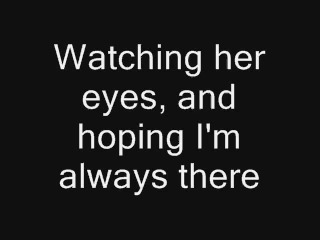 Watching her
eyes, and
hoping I'm
always there